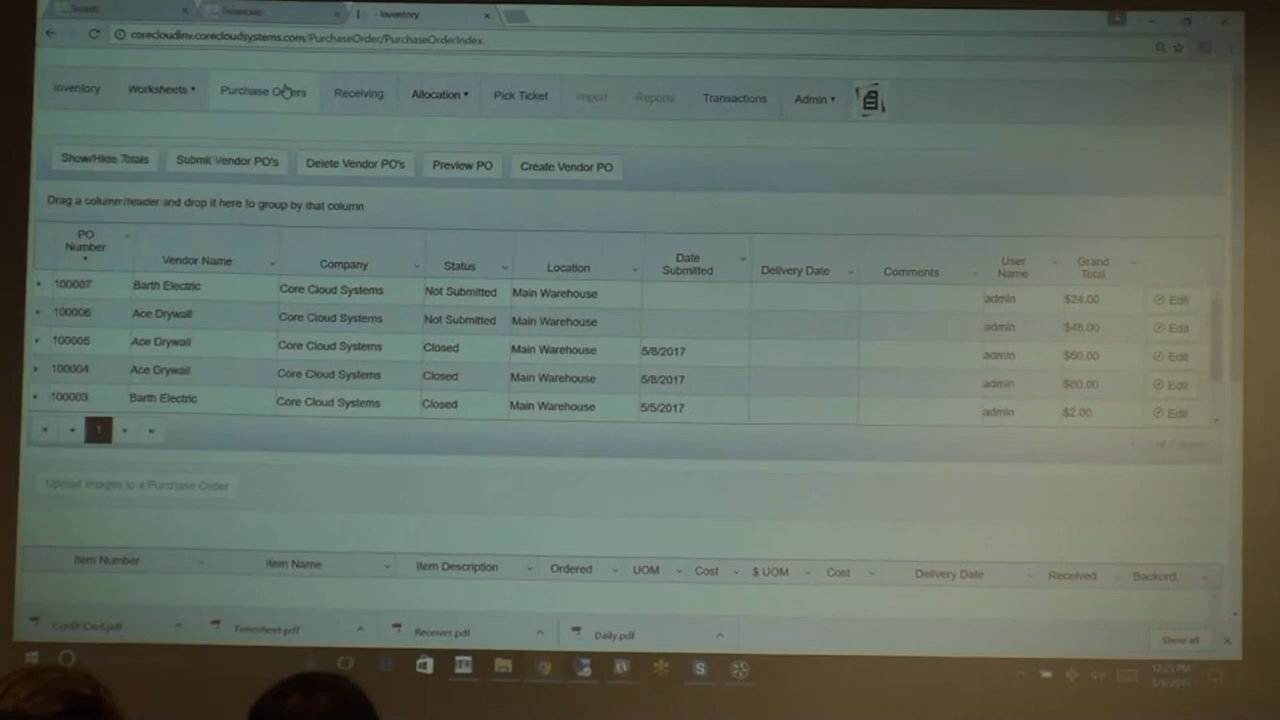 Inventory
corecloudinv.corecloudsystems.com/PurchaseOrder/PurchaseOrderIndex
Inventory Worksheets Purchase Orders Receiving Allocation Pick Ticket Import Reports Transactions Admin
Show/Hide Totals Submit Vendor PO's Delete Vendor PO's Preview PO Create Vendor PO
Drag a column header and drop it here to group by that column
PO Number Vendor Name Company Status Location Date Submitted Delivery Date Comments User Name Grand Total
100007 Barth Electric Core Cloud Systems Not Submitted Main Warehouse admin $24.00 Edit
100006 Ace Drywall Core Cloud Systems Not Submitted Main Warehouse admin $48.00 Edit
100005 Ace Drywall Core Cloud Systems Closed Main Warehouse 5/8/2017 admin $60.00 Edit
100004 Ace Drywall Core Cloud Systems Closed Main Warehouse 5/8/2017 admin $60.00 Edit
100003 Barth Electric Core Cloud Systems Closed Main Warehouse 5/5/2017 admin $2.00 Edit
1
Upload Images to a Purchase Order
Item Number Item Name Item Description Ordered UOM Cost $ UOM Cost Delivery Date Received Backord.
Credit Card.pdf Timesheet.pdf Receiver.pdf Daily.pdf Show all
12:23 PM